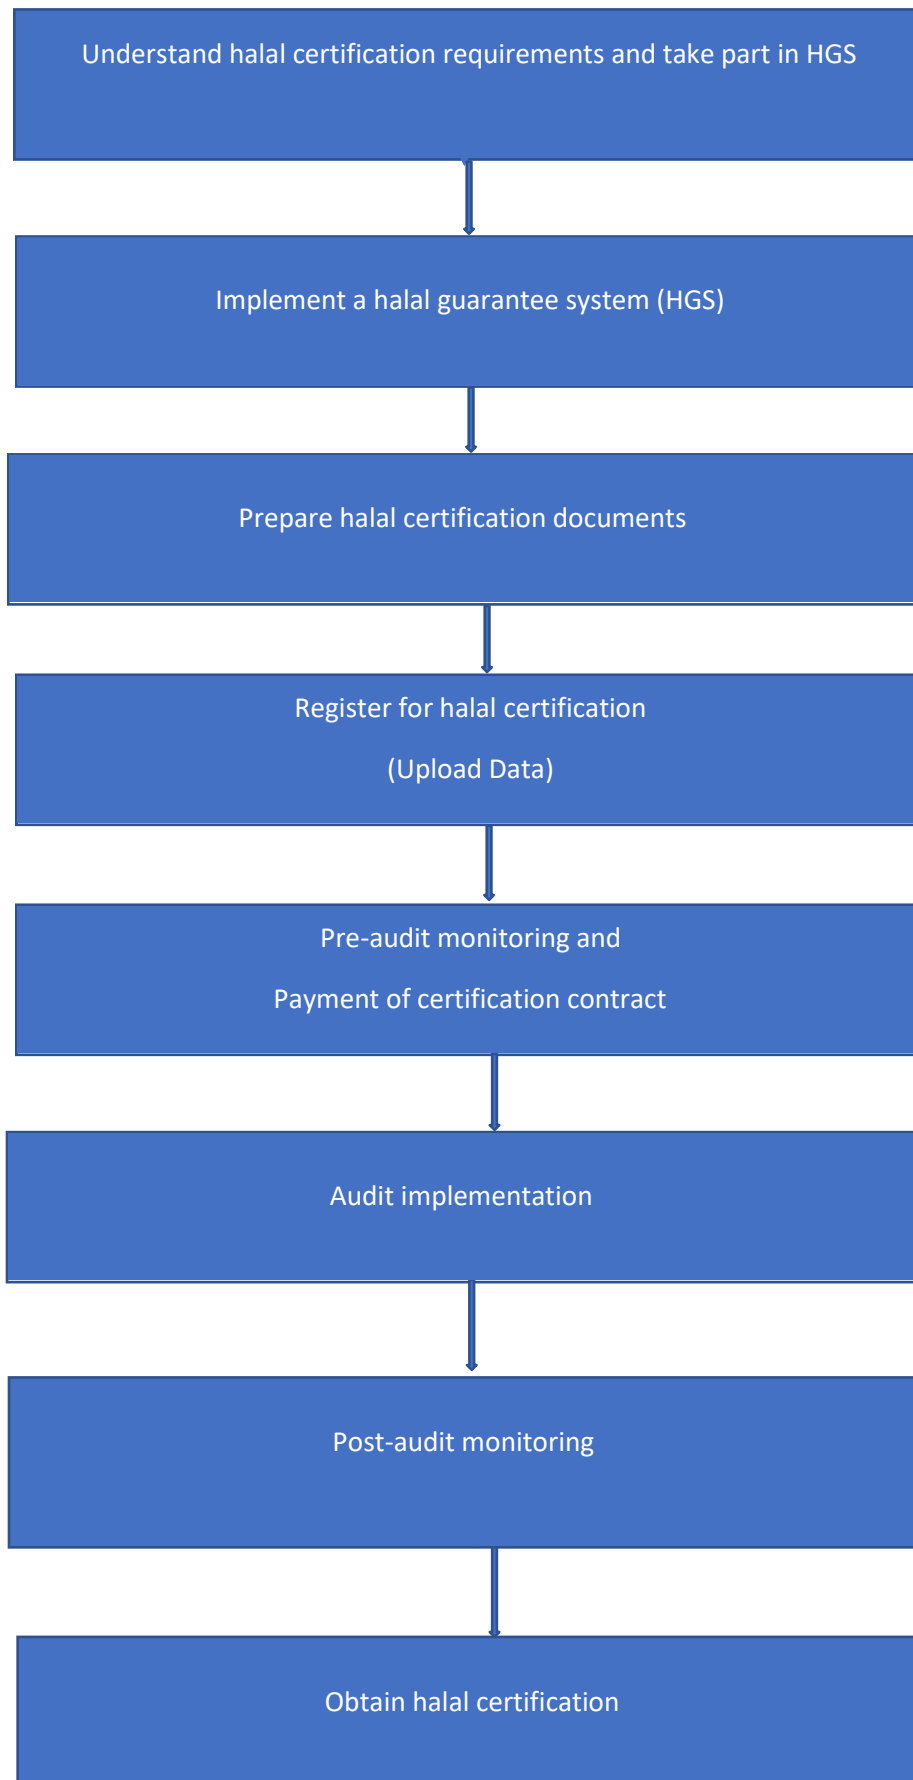 Understand halal certification requirements and take part in HGS
Implement a halal guarantee system (HGS)
Prepare halal certification documents
Register for halal certification
(Upload Data)
Pre-audit monitoring and
Payment of certification contract
Audit implementation
Post-audit monitoring
Obtain halal certification